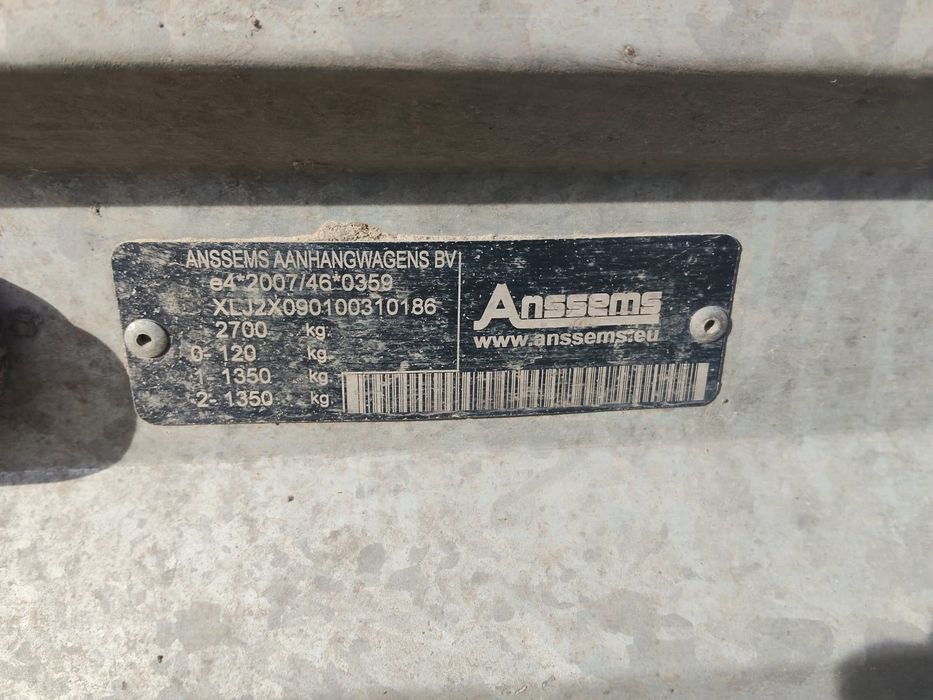 ANSSEMS AANHANGWAGENS BV
e4*2007/46*0359
XLJ2X090100310186
2700 kg
0- 120 kg
1- 1350 kg
2- 1350 kg
Anssems
www.anssems.eu